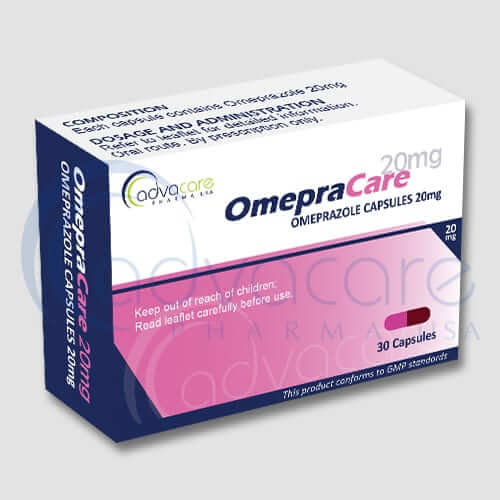 COMPOSITION
Each capsule contains Omeprazole 20mg
DOSAGE AND ADMINISTRATION
Refer to leaflet for detailed information.
Oral route. By prescription only.
advacare
PHARMA USA
20mg
OmepraCare
OMEPRAZOLE CAPSULES 20mg
20
mg
Keep out of reach of children.
Read leaflet carefully before use.
30 Capsules
This product conforms to GMP standards
OmepraCare 20mg
OMEPRAZOLE CAPSULES 20mg
advacare
PHARMA USA
advacare
advacare